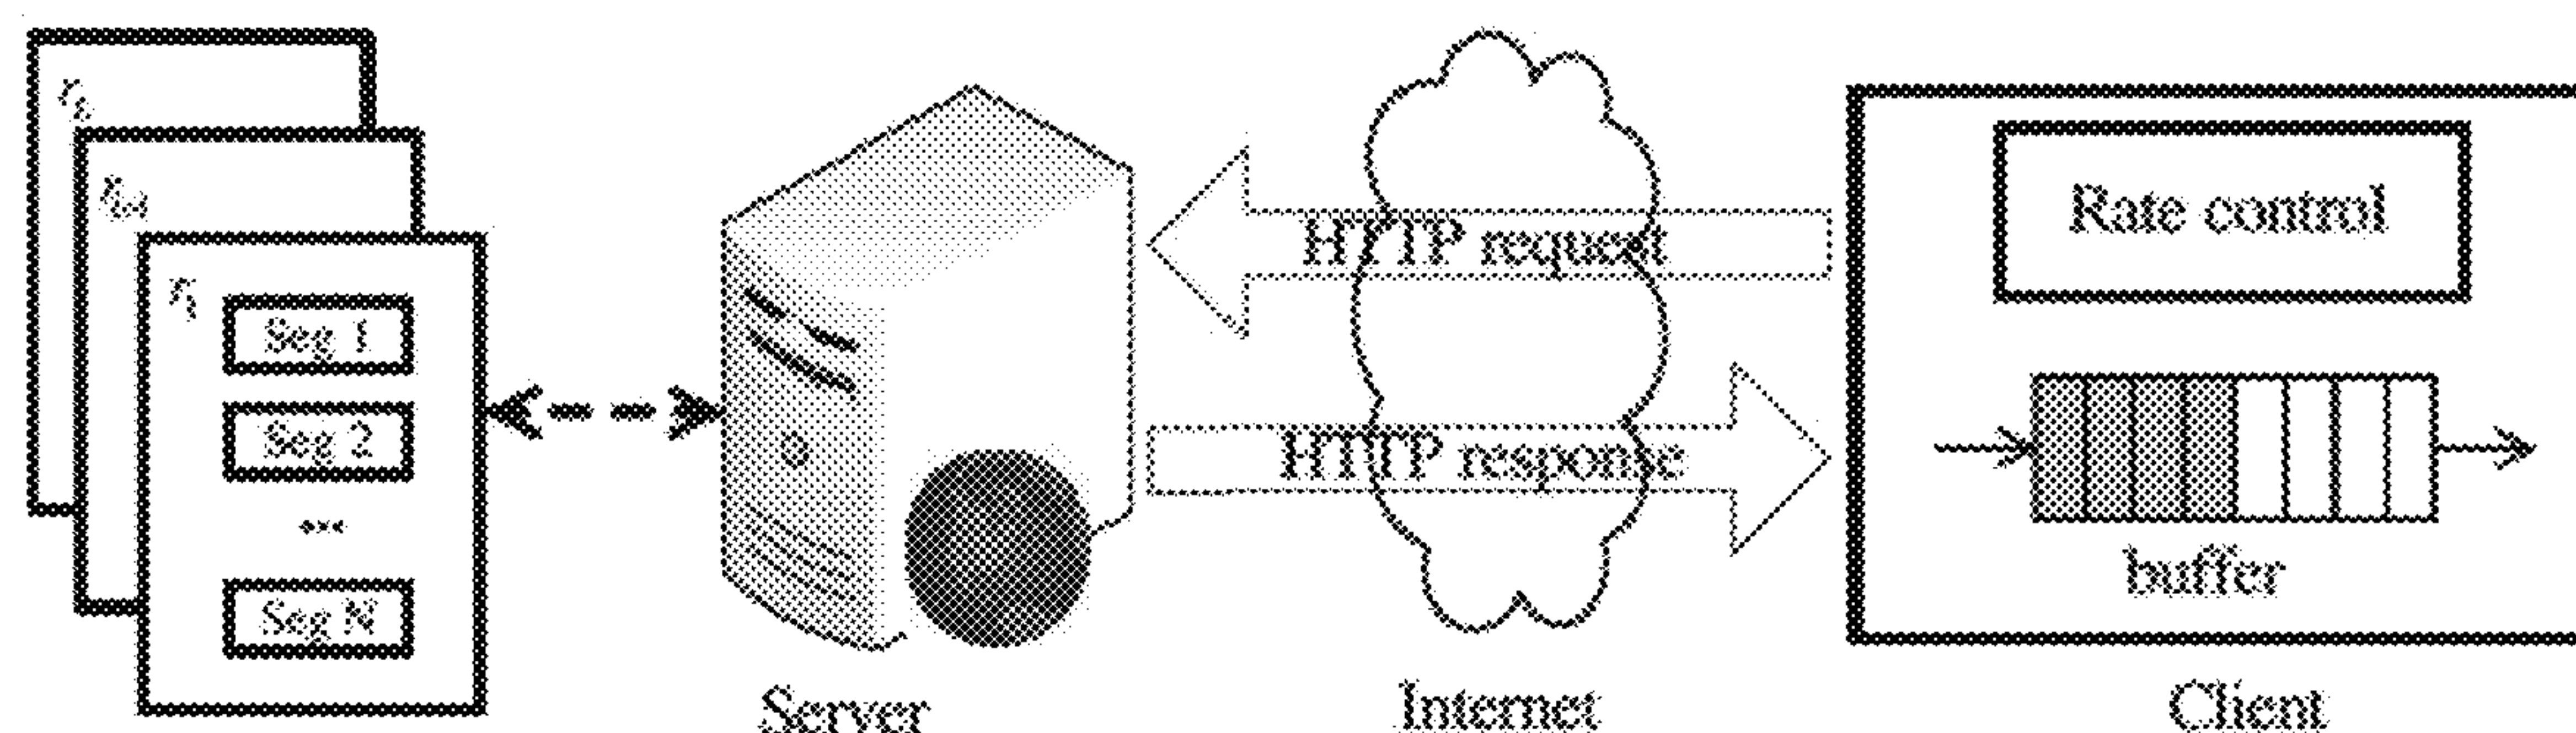 Seg 1
Seg 2
...
Seg N
Server
HTTP request
HTTP response
Internet
Rate control
buffer
Client